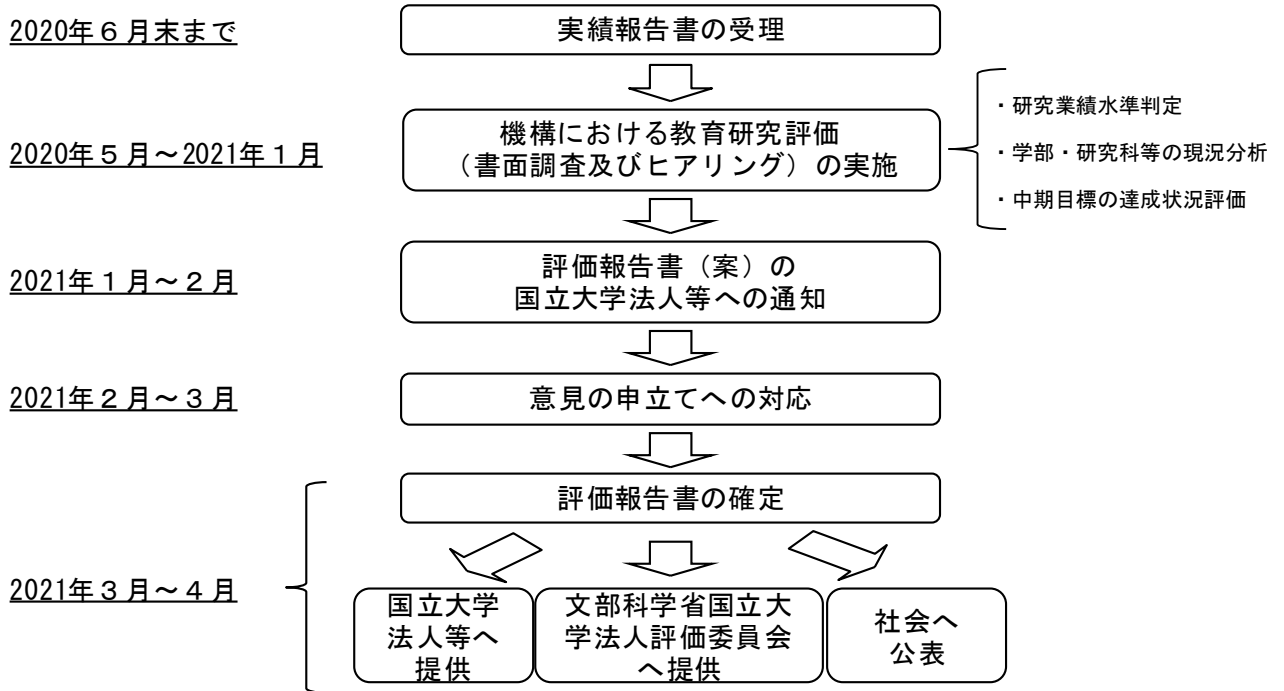 2020年６月末まで
実績報告書の受理
2020年５月～2021年１月
機構における教育研究評価
（書面調査及びヒアリング）の実施
・研究業績水準判定
・学部・研究科等の現況分析
・中期目標の達成状況評価
2021年１月～２月
評価報告書（案）の
国立大学法人等への通知
2021年２月～３月
意見の申立てへの対応
評価報告書の確定
2021年３月～４月
国立大学
法人等へ
提供
文部科学省国立大
学法人評価委員会
へ提供
社会へ
公表